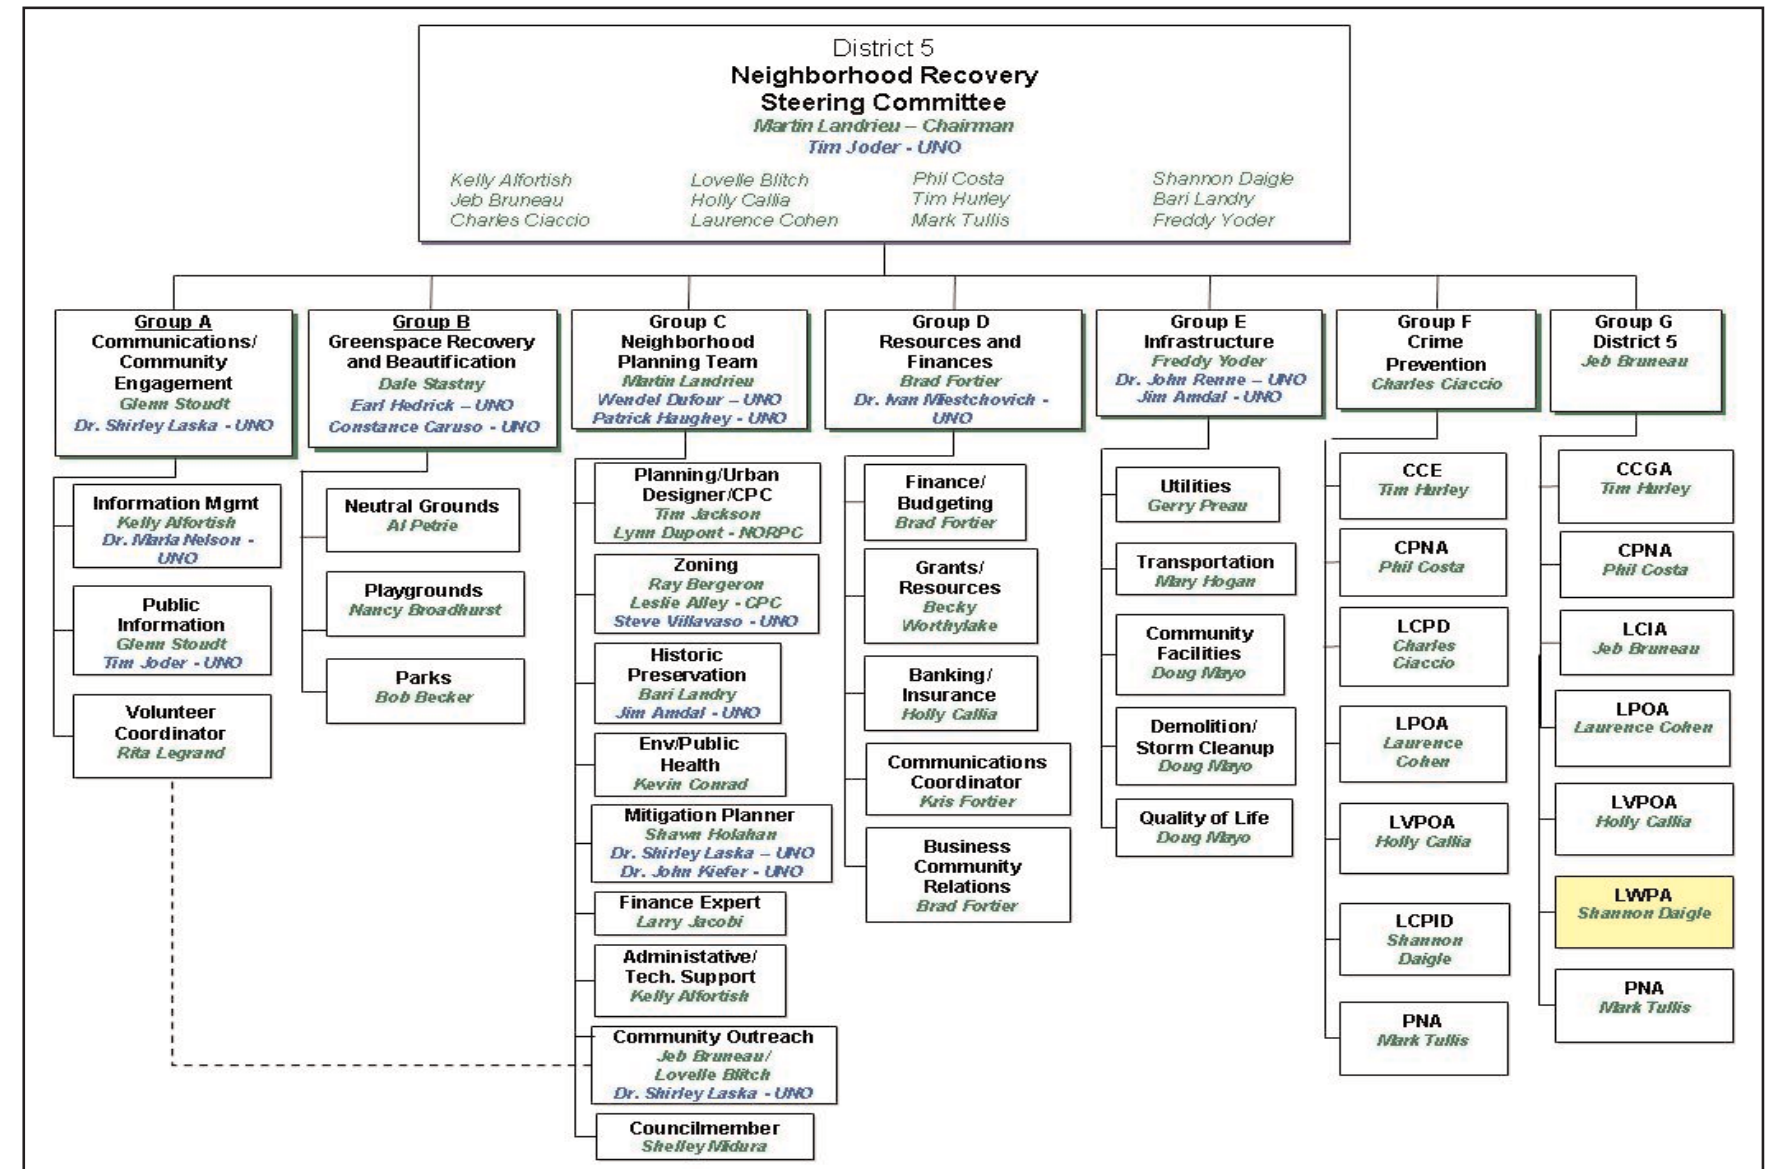 District 5
Neighborhood Recovery
Steering Committee
Martin Landrieu – Chairman
Tim Joder - UNO
Kelly Alfortish
Jeb Bruneau
Charles Ciaccio
Lovelle Blitch
Holly Callia
Laurence Cohen
Phil Costa
Tim Hurley
Mark Tullis
Shannon Daigle
Bari Landry
Freddy Yoder
Group A
Communications/
Community
Engagement
Glenn Stoudt
Dr. Shirley Laska - UNO
Information Mgmt
Kelly Alfortish
Dr. Marla Nelson -
UNO
Public
Information
Glenn Stoudt
Tim Joder - UNO
Volunteer
Coordinator
Rita Legrand
Group B
Greenspace Recovery
and Beautification
Dale Stastny
Earl Hedrick – UNO
Constance Caruso - UNO
Neutral Grounds
Al Petrie
Playgrounds
Nancy Broadhurst
Parks
Bob Becker
Group C
Neighborhood
Planning Team
Martin Landrieu
Wendel Dufour – UNO
Patrick Haughey - UNO
Planning/Urban
Designer/CPC
Tim Jackson
Lynn Dupont - NORPC
Zoning
Ray Bergeron
Leslie Alley - CPC
Steve Villavaso - UNO
Historic
Preservation
Bari Landry
Jim Amdal - UNO
Env/Public
Health
Kevin Conrad
Mitigation Planner
Shawn Holahan
Dr. Shirley Laska – UNO
Dr. John Kiefer - UNO
Finance Expert
Larry Jacobi
Administative/
Tech. Support
Kelly Alfortish
Community Outreach
Jeb Bruneau/
Lovelle Blitch
Dr. Shirley Laska - UNO
Councilmember
Shelley Midura
Group D
Resources and
Finances
Brad Fortier
Dr. Ivan Miestchovich -
UNO
Finance/
Budgeting
Brad Fortier
Grants/
Resources
Becky
Worthylake
Banking/
Insurance
Holly Callia
Communications
Coordinator
Kris Fortier
Business
Community
Relations
Brad Fortier
Group E
Infrastructure
Freddy Yoder
Dr. John Renne – UNO
Jim Amdal - UNO
Utilities
Gerry Preau
Transportation
Mary Hogan
Community
Facilities
Doug Mayo
Demolition/
Storm Cleanup
Doug Mayo
Quality of Life
Doug Mayo
Group F
Crime
Prevention
Charles Ciaccio
CCE
Tim Hurley
CPNA
Phil Costa
LCPD
Charles
Ciaccio
LPOA
Laurence
Cohen
LVPOA
Holly Callia
LCPID
Shannon
Daigle
PNA
Mark Tullis
Group G
District 5
Jeb Bruneau
CCGA
Tim Hurley
CPNA
Phil Costa
LCIA
Jeb Bruneau
LPOA
Laurence Cohen
LVPOA
Holly Callia
LWPA
Shannon Daigle
PNA
Mark Tullis